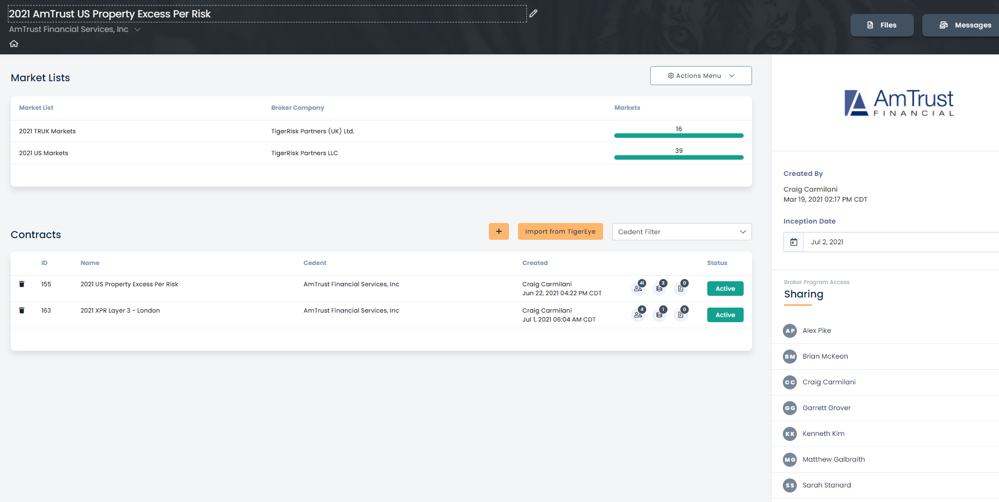 2021 AmTrust US Property Excess Per Risk
AmTrust Financial Services, Inc
Files
Messages
Market Lists
Actions Menu
Market List Broker Company Markets
2021 TRUK Markets TigerRisk Partners (UK) Ltd. 16
2021 US Markets TigerRisk Partners LLC 39
Contracts
+
Import from TigerEye
Cedent Filter
ID Name Cedent Created Status
155 2021 US Property Excess Per Risk AmTrust Financial Services, Inc Craig Carmilani 41 3 0 Active
Jun 22, 2021 04:22 PM CDT
163 2021 XPR Layer 3 - London AmTrust Financial Services, Inc Craig Carmilani 4 1 0 Active
Jul 1, 2021 06:04 AM CDT
AmTrust
FINANCIAL
Created By
Craig Carmilani
Mar 19, 2021 02:17 PM CDT
Inception Date
Jul 2, 2021
Broker Program Access
Sharing
AP Alex Pike
BM Brian McKeon
CC Craig Carmilani
GG Garrett Grover
KK Kenneth Kim
MG Matthew Galbraith
SS Sarah Stanard